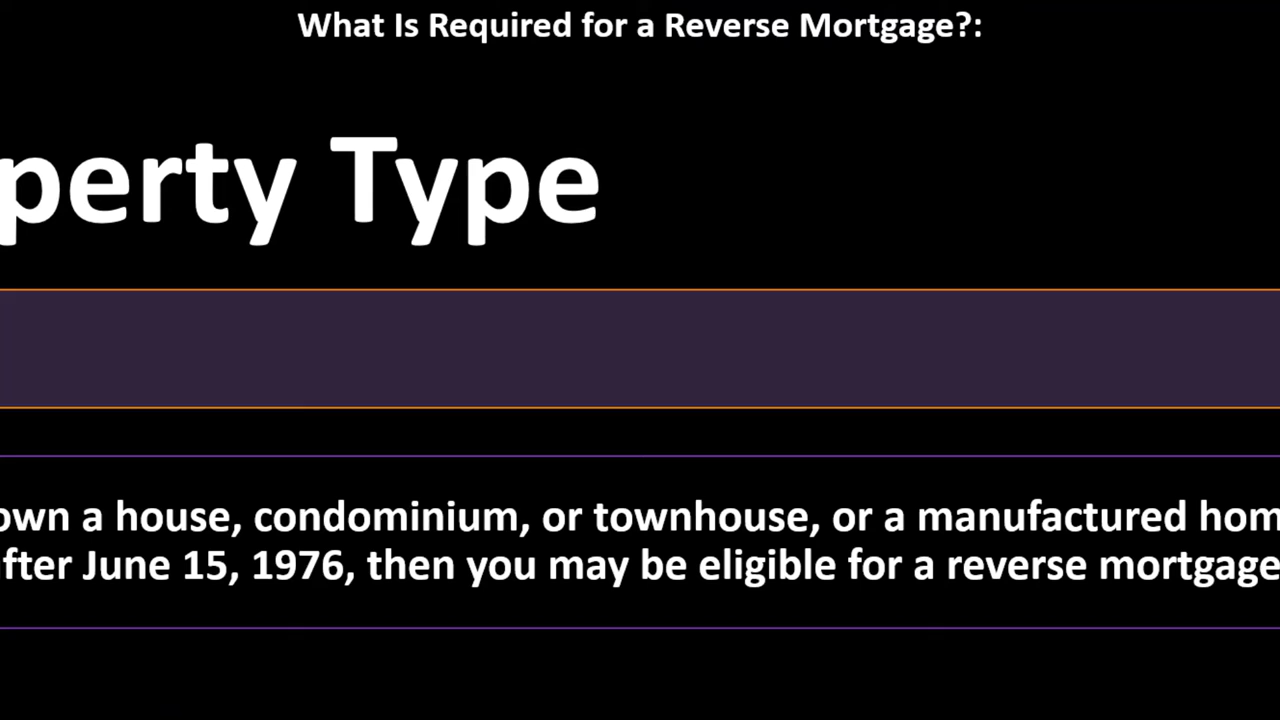 What Is Required for a Reverse Mortgage?:
perty Type
own a house, condominium, or townhouse, or a manufactured hom
fter June 15, 1976, then you may be eligible for a reverse mortgage